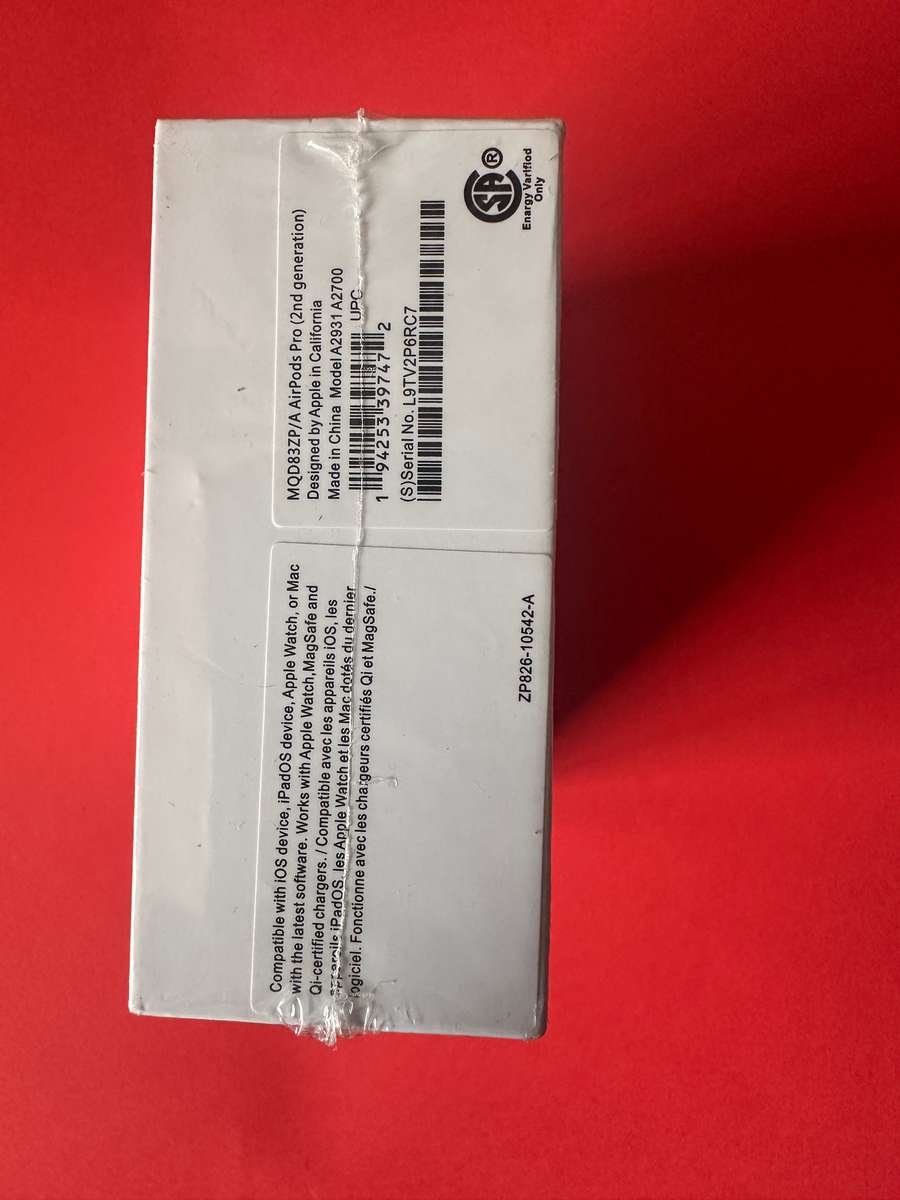 MQD83ZP/A AirPods Pro (2nd generation)
Designed by Apple in California
Made in China Model A2931 A2700
UPC
1 94253 39747 2
(S)Serial No. L9TV2P6RC7
SA ®
Enargy Varifiod
Only
Compatible with iOS device, iPadOS device, Apple Watch, or Mac
with the latest software. Works with Apple Watch,MagSafe and
Qi-certified chargers. / Compatible avec les appareils iOS, les
appareils iPadOS, les Apple Watch et les Mac dotés du dernier
logiciel. Fonctionne avec les chargeurs certifiés Qi et MagSafe./
ZP826-10542-A